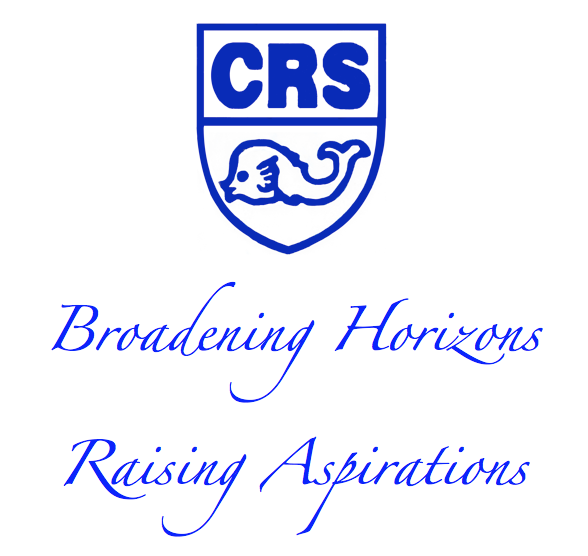 CRS
Broadening Horizons
Raising Aspirations